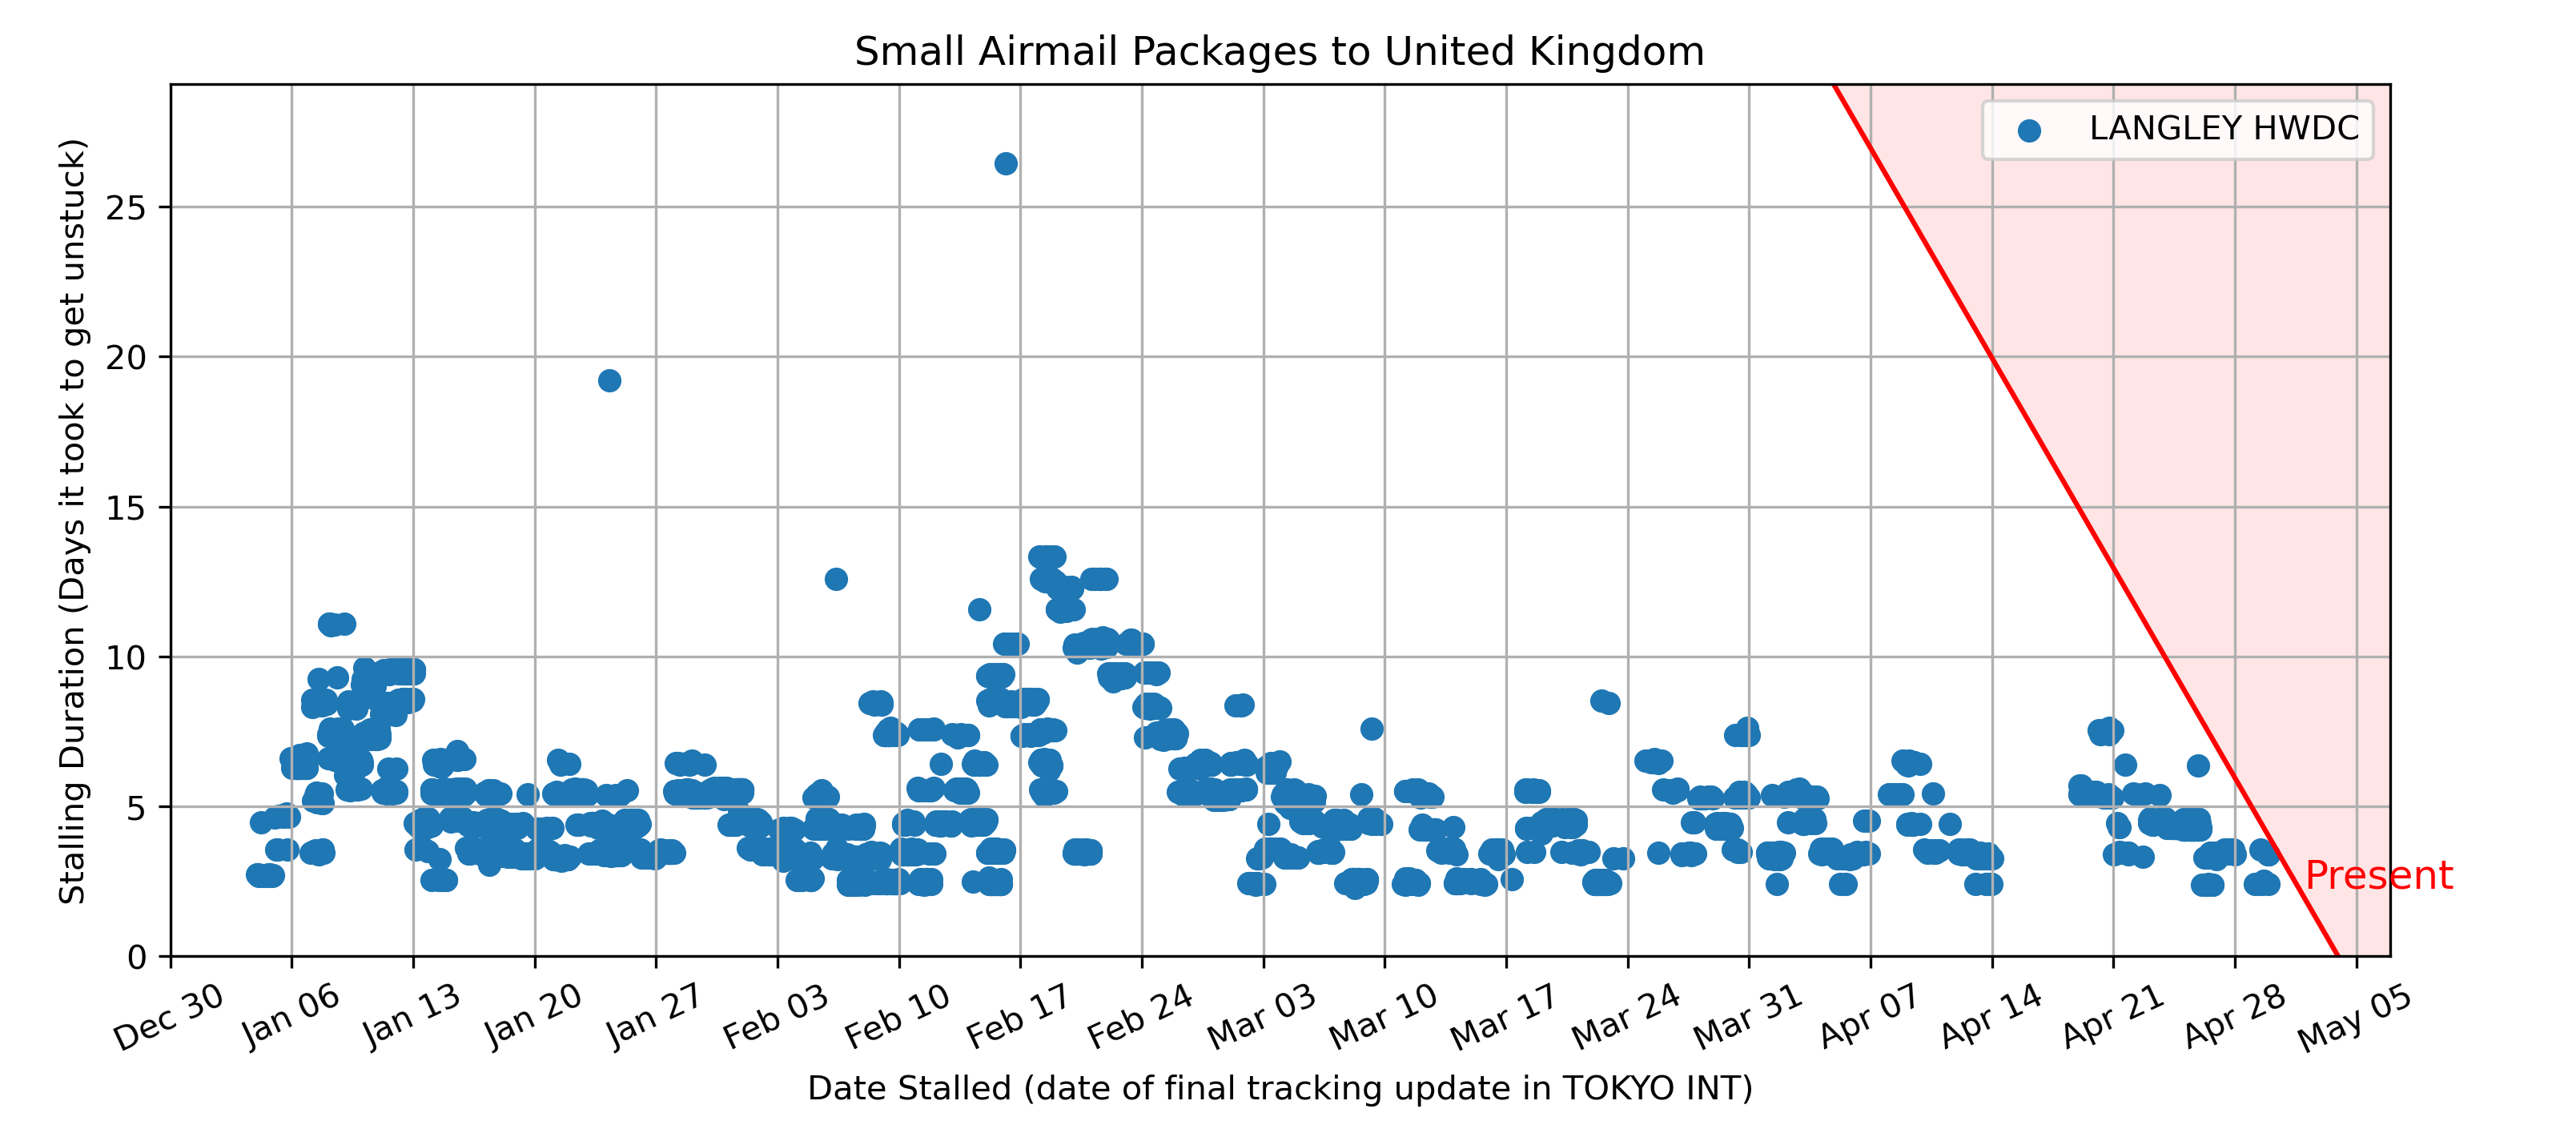 Small Airmail Packages to United Kingdom
LANGLEY HWDC
Stalling Duration (Days it took to get unstuck)
25
20
15
10
5
0
Present
Dec 30
Jan 06
Jan 13
Jan 20
Jan 27
Feb 03
Feb 10
Feb 17
Feb 24
Mar 03
Mar 10
Mar 17
Mar 24
Mar 31
Apr 07
Apr 14
Apr 21
Apr 28
May 05
Date Stalled (date of final tracking update in TOKYO INT)